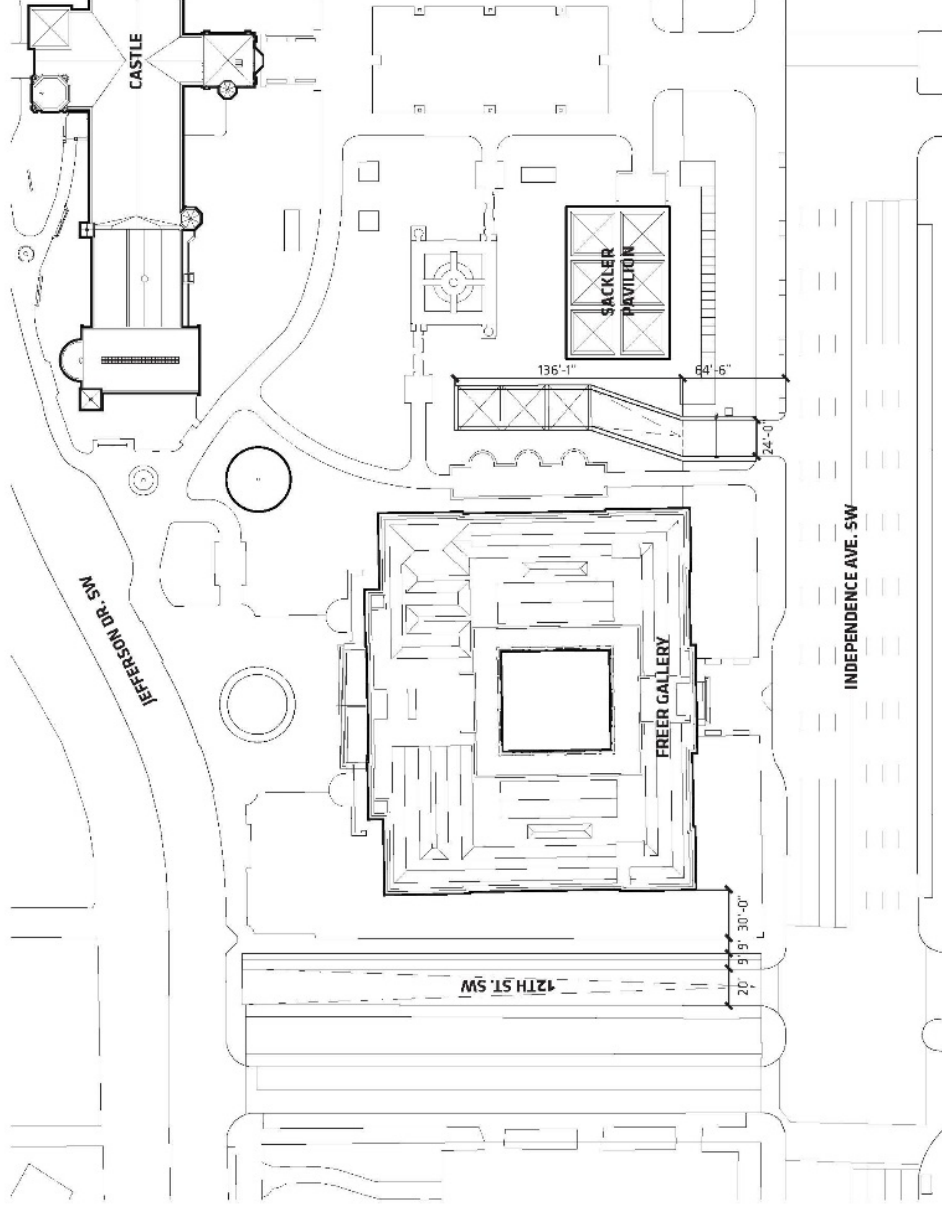 CASTLE
SACKLER
PAVILION
136'-1"
64'-6"
24'-0"
JEFFERSON DR. SW
INDEPENDENCE AVE. SW
FREER GALLERY
30'-0"
9'
9'
20'
12TH ST. SW